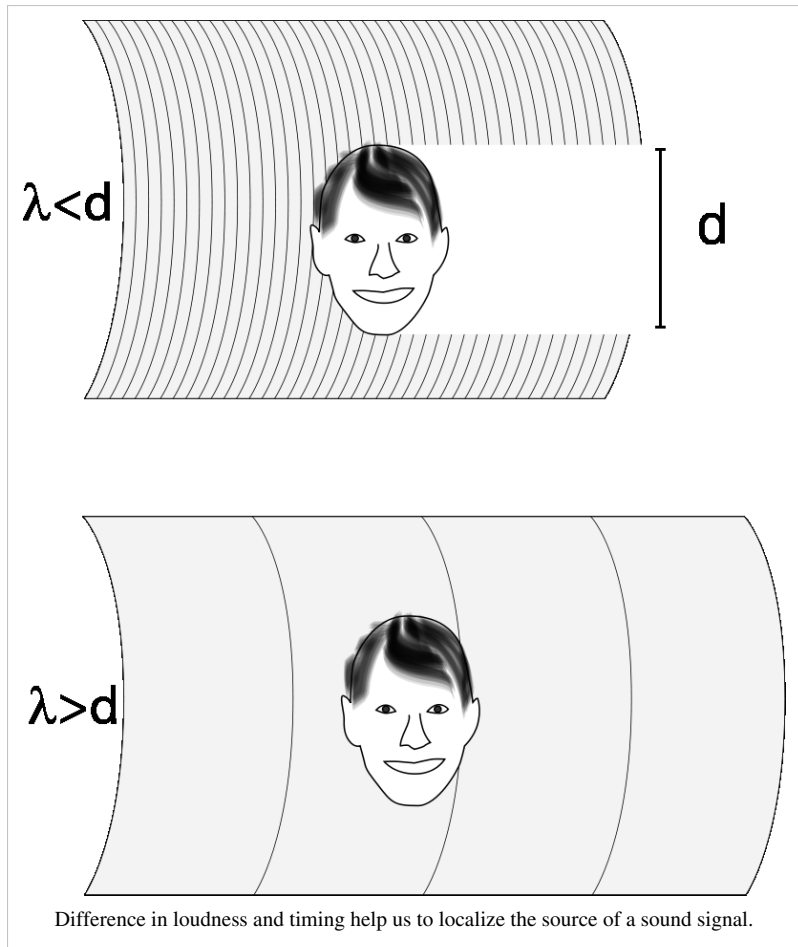 λ<d
d
λ>d
Difference in loudness and timing help us to localize the source of a sound signal.